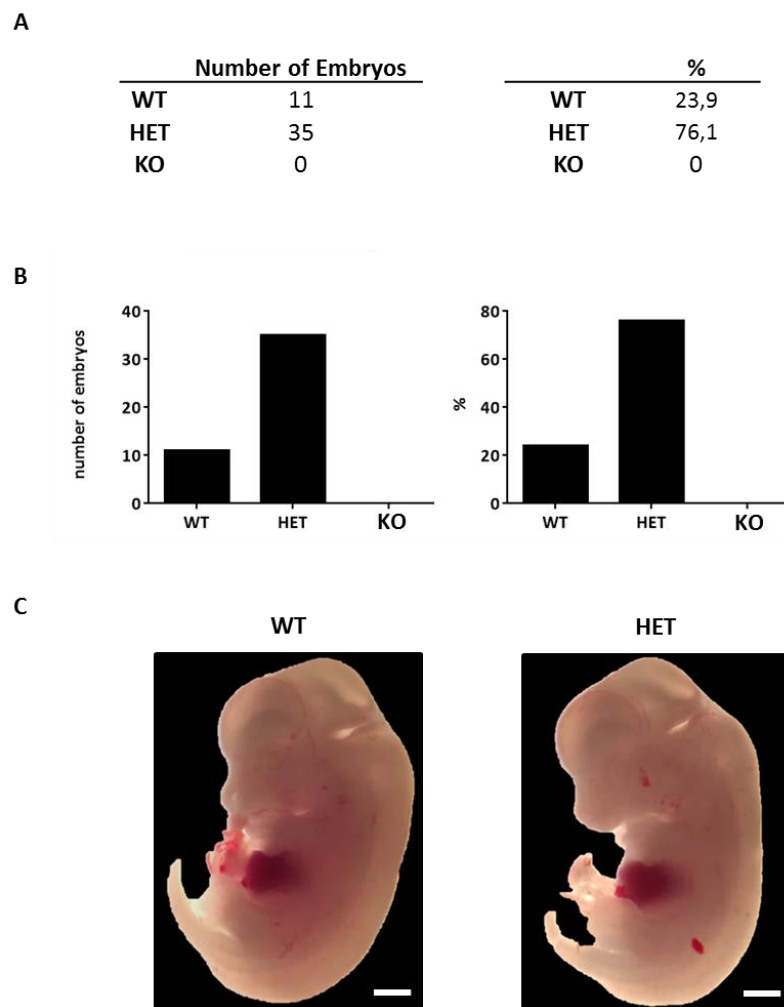 A
Number of Embryos
WT 11
HET 35
KO 0
%
WT 23,9
HET 76,1
KO 0
B
number of embryos
40
30
20
10
0
WT HET KO
%
80
60
40
20
0
WT HET KO
C
WT
HET